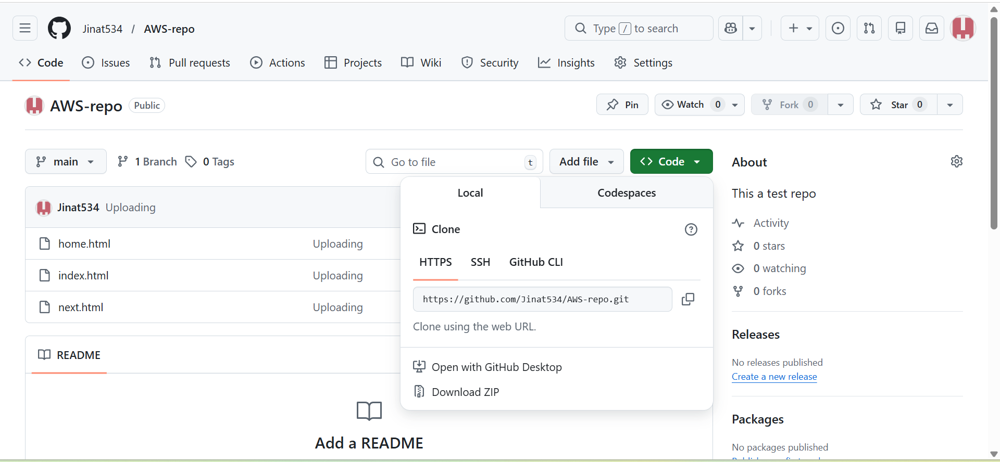 Jinat534 / AWS-repo
Type / to search
Code Issues Pull requests Actions Projects Wiki Security Insights Settings
AWS-repo Public
Pin Watch 0 Fork 0 Star 0
main 1 Branch 0 Tags
Go to file t
Add file
Code
Local Codespaces
Clone
HTTPS SSH GitHub CLI
https://github.com/Jinat534/AWS-repo.git
Clone using the web URL.
Open with GitHub Desktop
Download ZIP
Jinat534 Uploading
home.html Uploading
index.html Uploading
next.html Uploading
README
Add a README
About
This a test repo
Activity
0 stars
0 watching
0 forks
Releases
No releases published
Create a new release
Packages
No packages published